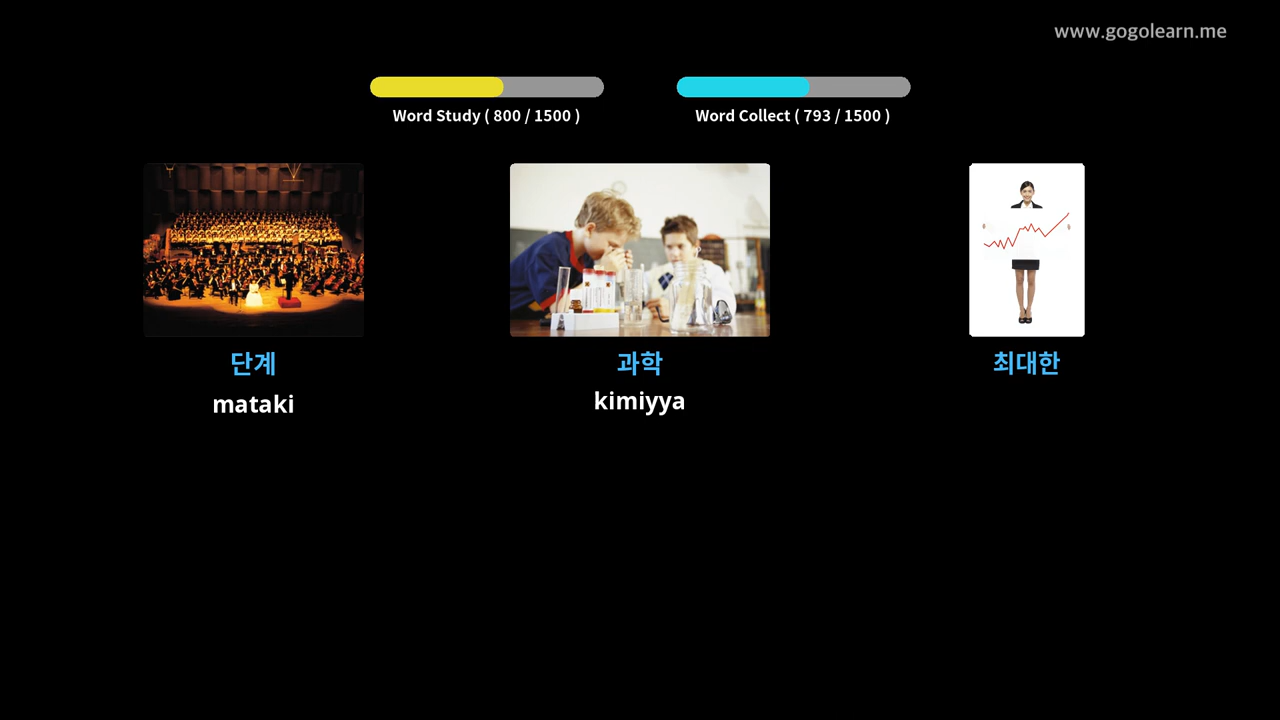 www.gogolearn.me
Word Study ( 800 / 1500 )
Word Collect ( 793 / 1500 )
단계
mataki
과학
kimiyya
최대한